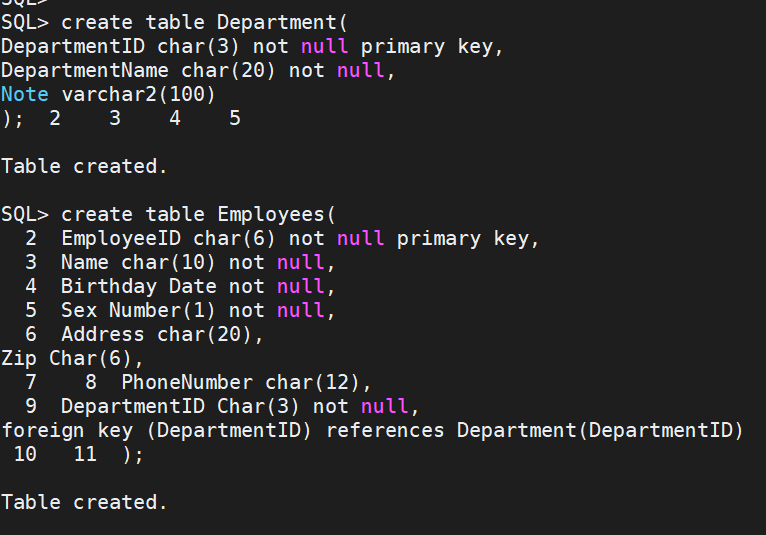 SQL>
SQL> create table Department(
DepartmentID char(3) not null primary key,
DepartmentName char(20) not null,
Note varchar2(100)
);  2    3    4    5

Table created.

SQL> create table Employees(
  2  EmployeeID char(6) not null primary key,
  3  Name char(10) not null,
  4  Birthday Date not null,
  5  Sex Number(1) not null,
  6  Address char(20),
Zip Char(6),
  7    8  PhoneNumber char(12),
  9  DepartmentID Char(3) not null,
foreign key (DepartmentID) references Department(DepartmentID)
 10   11  );

Table created.